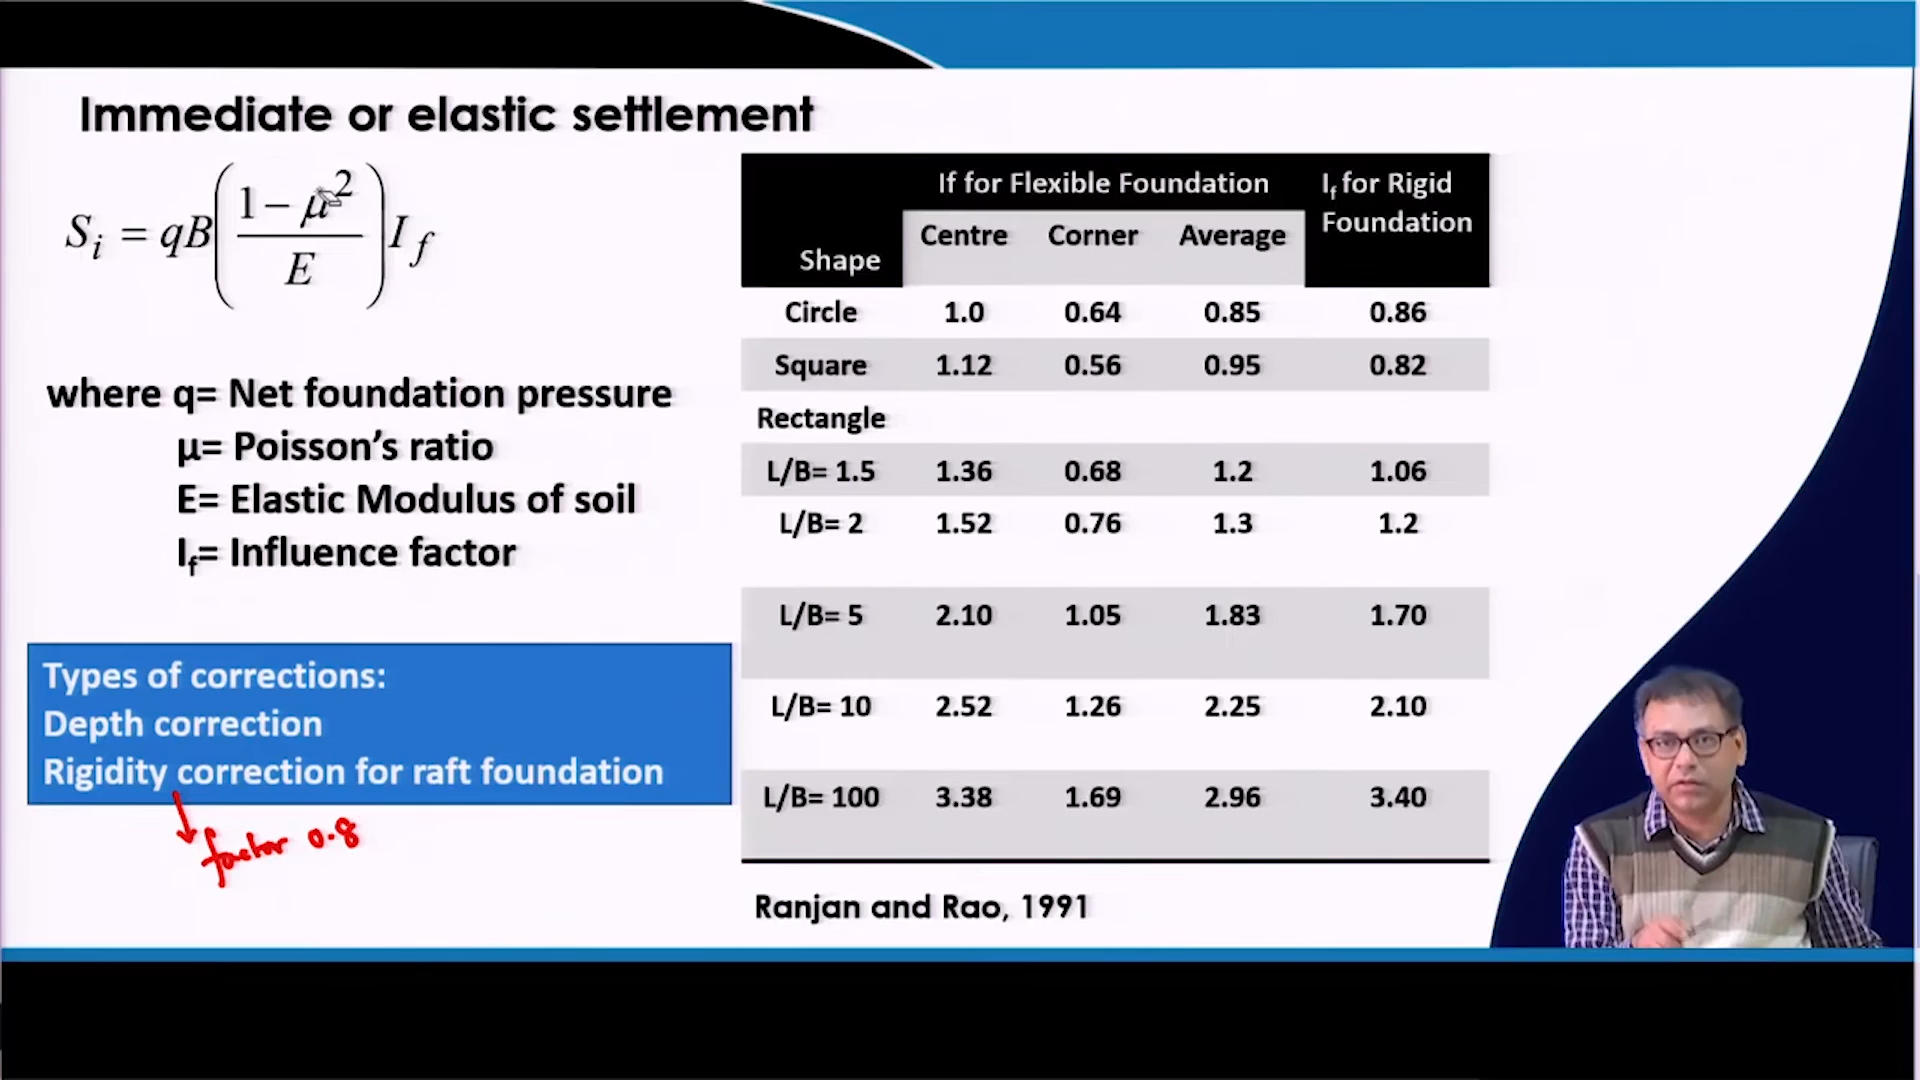 Immediate or elastic settlement
S_i = qB((1 − μ²)/E) I_f
where q= Net foundation pressure
μ= Poisson’s ratio
E= Elastic Modulus of soil
I_f= Influence factor
Types of corrections:
Depth correction
Rigidity correction for raft foundation
factor 0.8
Shape If for Flexible Foundation I_f for Rigid Foundation
Centre Corner Average
Circle 1.0 0.64 0.85 0.86
Square 1.12 0.56 0.95 0.82
Rectangle
L/B= 1.5 1.36 0.68 1.2 1.06
L/B= 2 1.52 0.76 1.3 1.2
L/B= 5 2.10 1.05 1.83 1.70
L/B= 10 2.52 1.26 2.25 2.10
L/B= 100 3.38 1.69 2.96 3.40
Ranjan and Rao, 1991